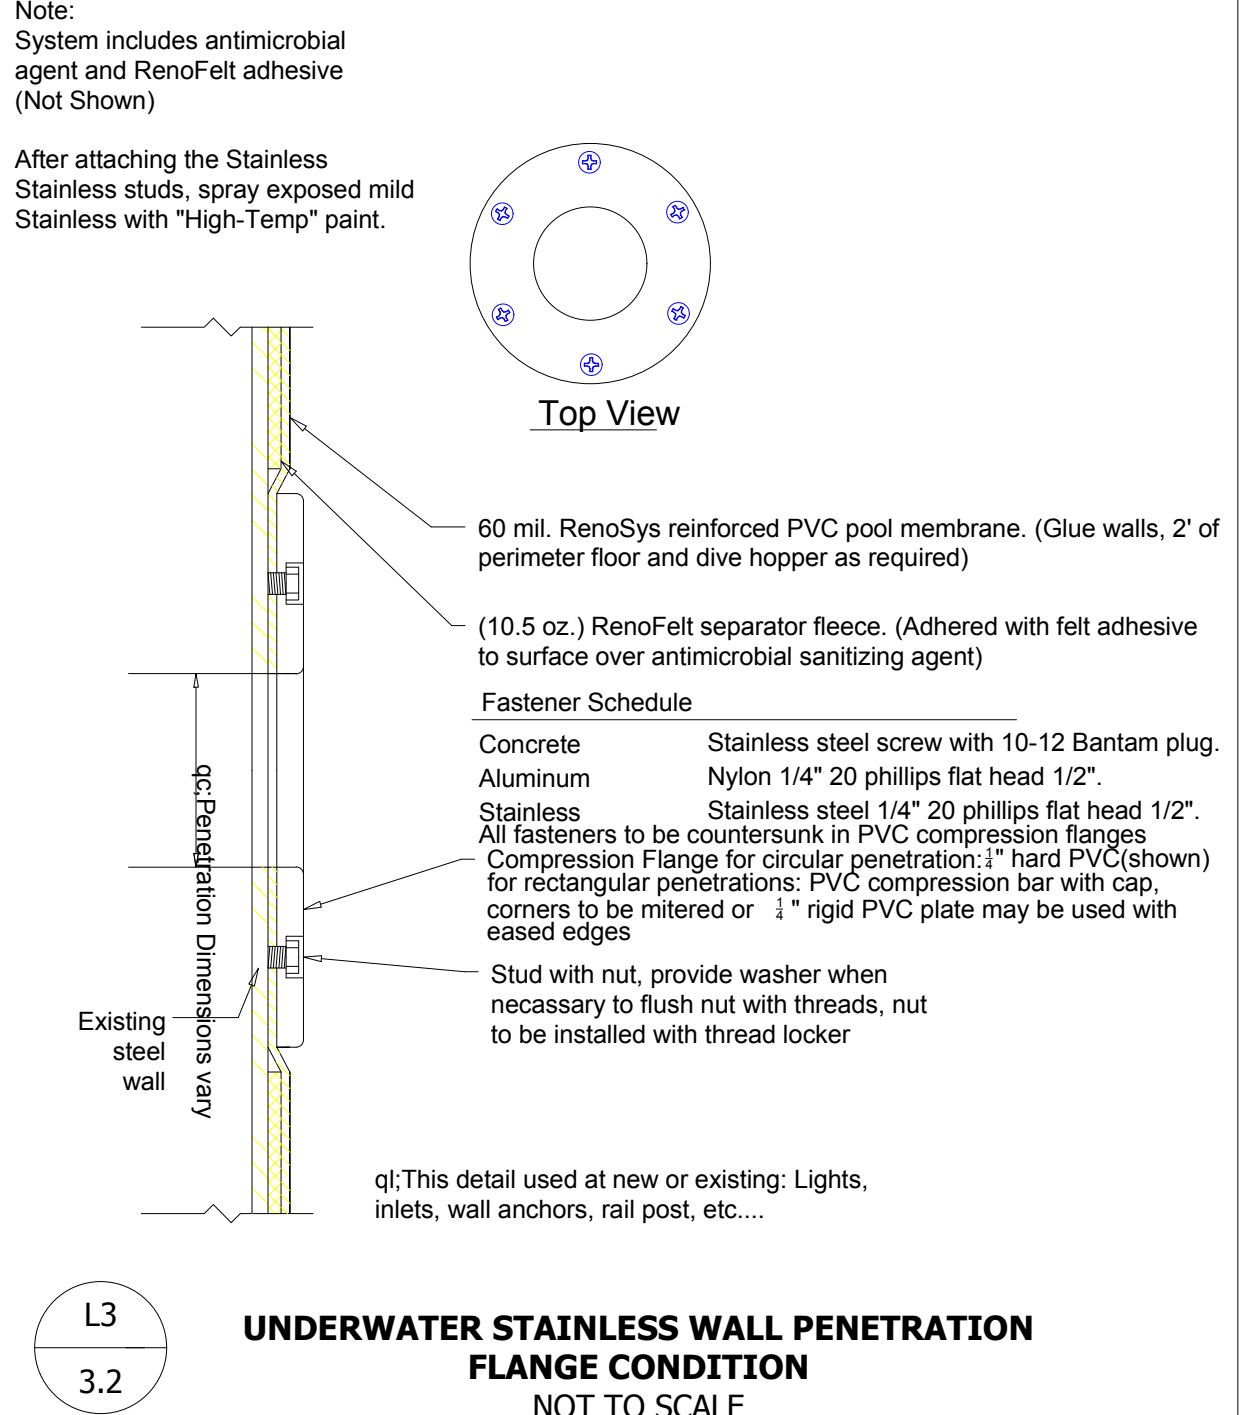 Note:
System includes antimicrobial
agent and RenoFelt adhesive
(Not Shown)
After attaching the Stainless
Stainless studs, spray exposed mild
Stainless with "High-Temp" paint.
Top View
60 mil. RenoSys reinforced PVC pool membrane. (Glue walls, 2' of
perimeter floor and dive hopper as required)
(10.5 oz.) RenoFelt separator fleece. (Adhered with felt adhesive
to surface over antimicrobial sanitizing agent)
Fastener Schedule
Concrete Stainless steel screw with 10-12 Bantam plug.
Aluminum Nylon 1/4" 20 phillips flat head 1/2".
Stainless Stainless steel 1/4" 20 phillips flat head 1/2".
All fasteners to be countersunk in PVC compression flanges
Compression Flange for circular penetration:¼" hard PVC(shown)
for rectangular penetrations: PVC compression bar with cap,
corners to be mitered or ¼ " rigid PVC plate may be used with
eased edges
Stud with nut, provide washer when
necassary to flush nut with threads, nut
to be installed with thread locker
qc;Penetration Dimensions vary
Existing
steel
wall
ql;This detail used at new or existing: Lights,
inlets, wall anchors, rail post, etc....
L3
3.2
UNDERWATER STAINLESS WALL PENETRATION
FLANGE CONDITION
NOT TO SCALE